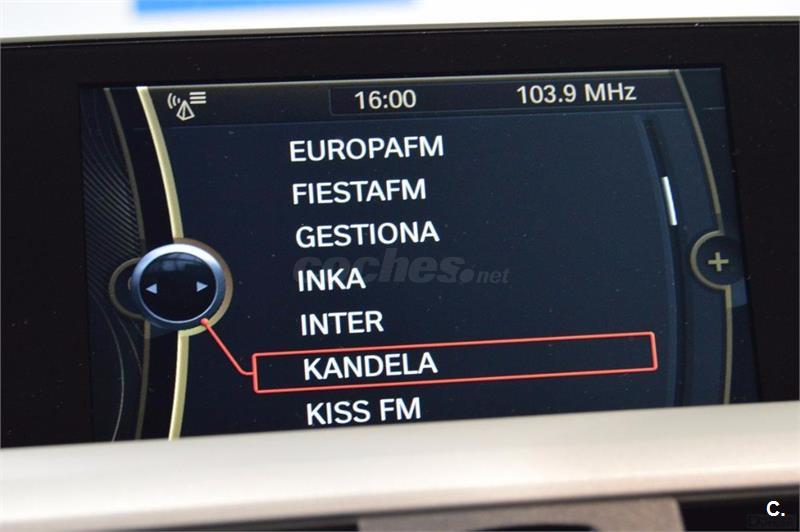 16:00 103.9 MHz
EUROPAFM
FIESTAFM
GESTIONA
INKA
coches.net
INTER
KANDELA
KISS FM
C.